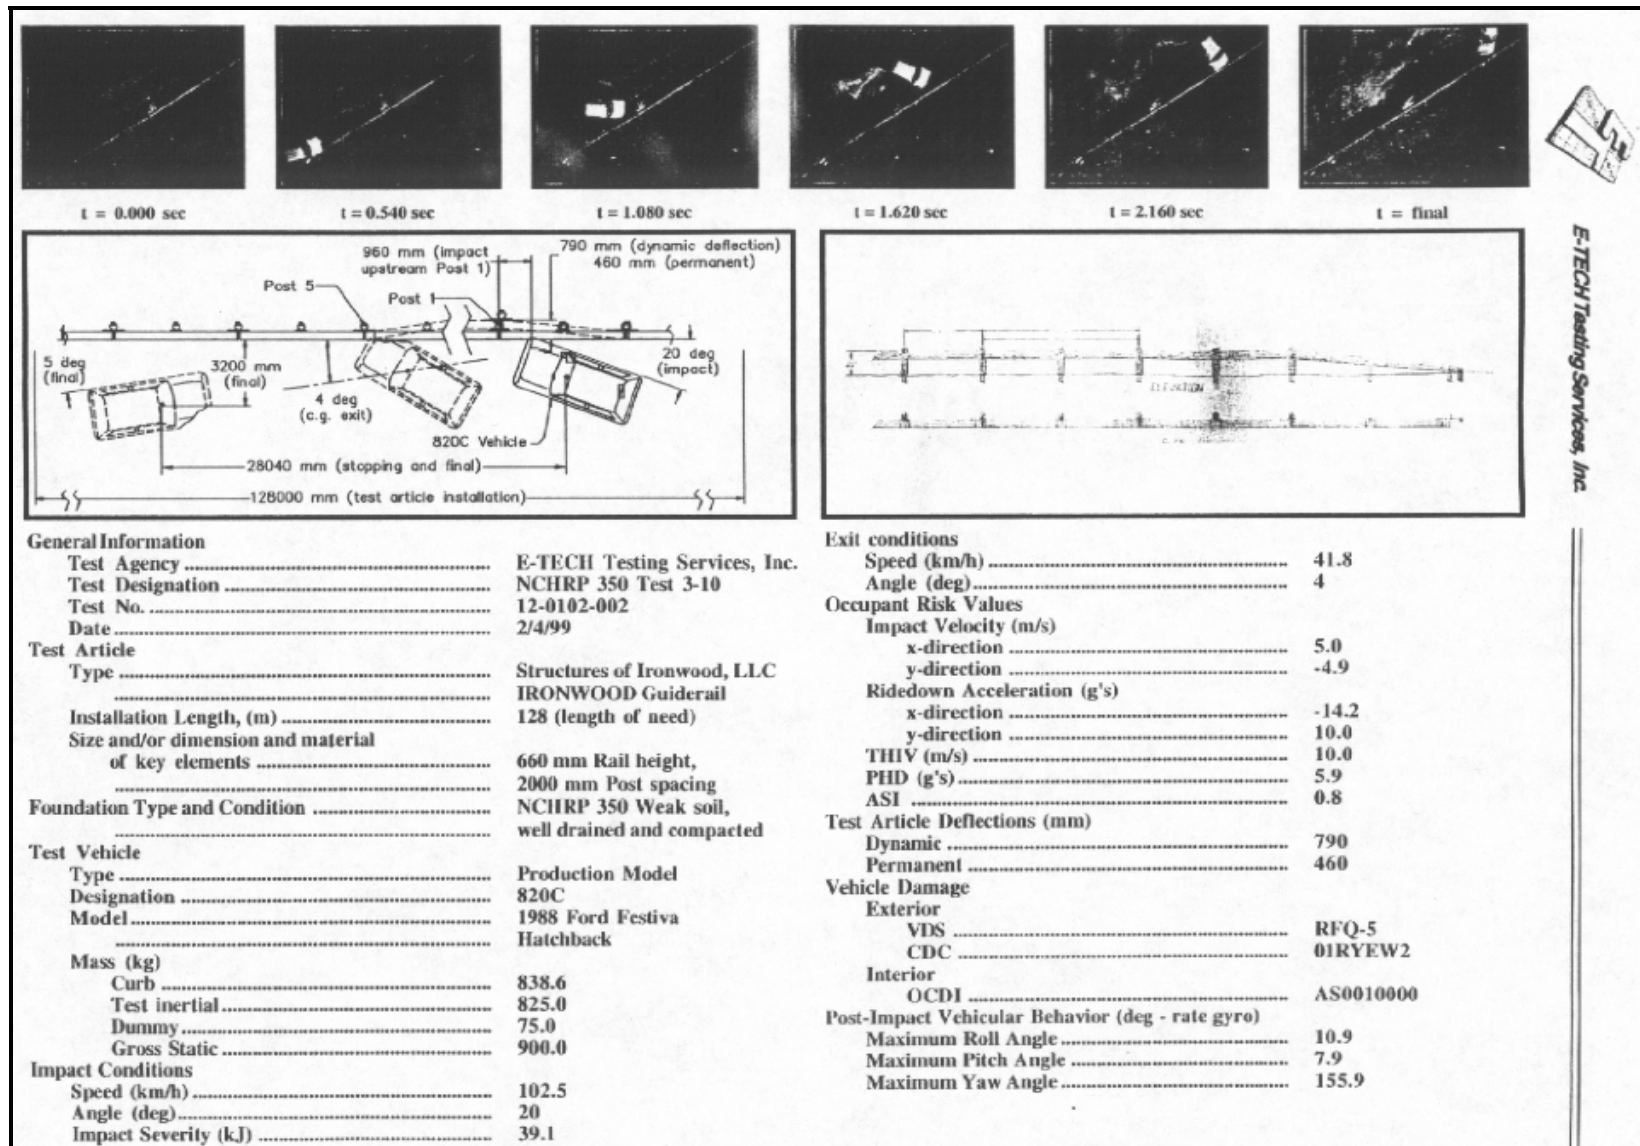 t = 0.000 sec
t = 0.540 sec
t = 1.080 sec
t = 1.620 sec
t = 2.160 sec
t = final
E-TECH Testing Services, Inc.
960 mm (impact
upstream Post 1)
790 mm (dynamic deflection)
460 mm (permanent)
Post 5
Post 1
5 deg
(final)
3200 mm
(final)
4 deg
(c.g. exit)
20 deg
(impact)
820C Vehicle
28040 mm (stopping and final)
128000 mm (test article installation)
General Information
Test Agency ........ E-TECH Testing Services, Inc.
Test Designation ........ NCHRP 350 Test 3-10
Test No. ........ 12-0102-002
Date ........ 2/4/99
Test Article
Type ........ Structures of Ironwood, LLC
........ IRONWOOD Guiderail
Installation Length, (m) ........ 128 (length of need)
Size and/or dimension and material
of key elements ........ 660 mm Rail height,
........ 2000 mm Post spacing
Foundation Type and Condition ........ NCHRP 350 Weak soil,
........ well drained and compacted
Test Vehicle
Type ........ Production Model
Designation ........ 820C
Model ........ 1988 Ford Festiva
........ Hatchback
Mass (kg)
Curb ........ 838.6
Test inertial ........ 825.0
Dummy ........ 75.0
Gross Static ........ 900.0
Impact Conditions
Speed (km/h) ........ 102.5
Angle (deg) ........ 20
Impact Severity (kJ) ........ 39.1
Exit conditions
Speed (km/h) ........ 41.8
Angle (deg) ........ 4
Occupant Risk Values
Impact Velocity (m/s)
x-direction ........ 5.0
y-direction ........ -4.9
Ridedown Acceleration (g's)
x-direction ........ -14.2
y-direction ........ 10.0
THIV (m/s) ........ 10.0
PHD (g's) ........ 5.9
ASI ........ 0.8
Test Article Deflections (mm)
Dynamic ........ 790
Permanent ........ 460
Vehicle Damage
Exterior
VDS ........ RFQ-5
CDC ........ 01RYEW2
Interior
OCDI ........ AS0010000
Post-Impact Vehicular Behavior (deg - rate gyro)
Maximum Roll Angle ........ 10.9
Maximum Pitch Angle ........ 7.9
Maximum Yaw Angle ........ 155.9